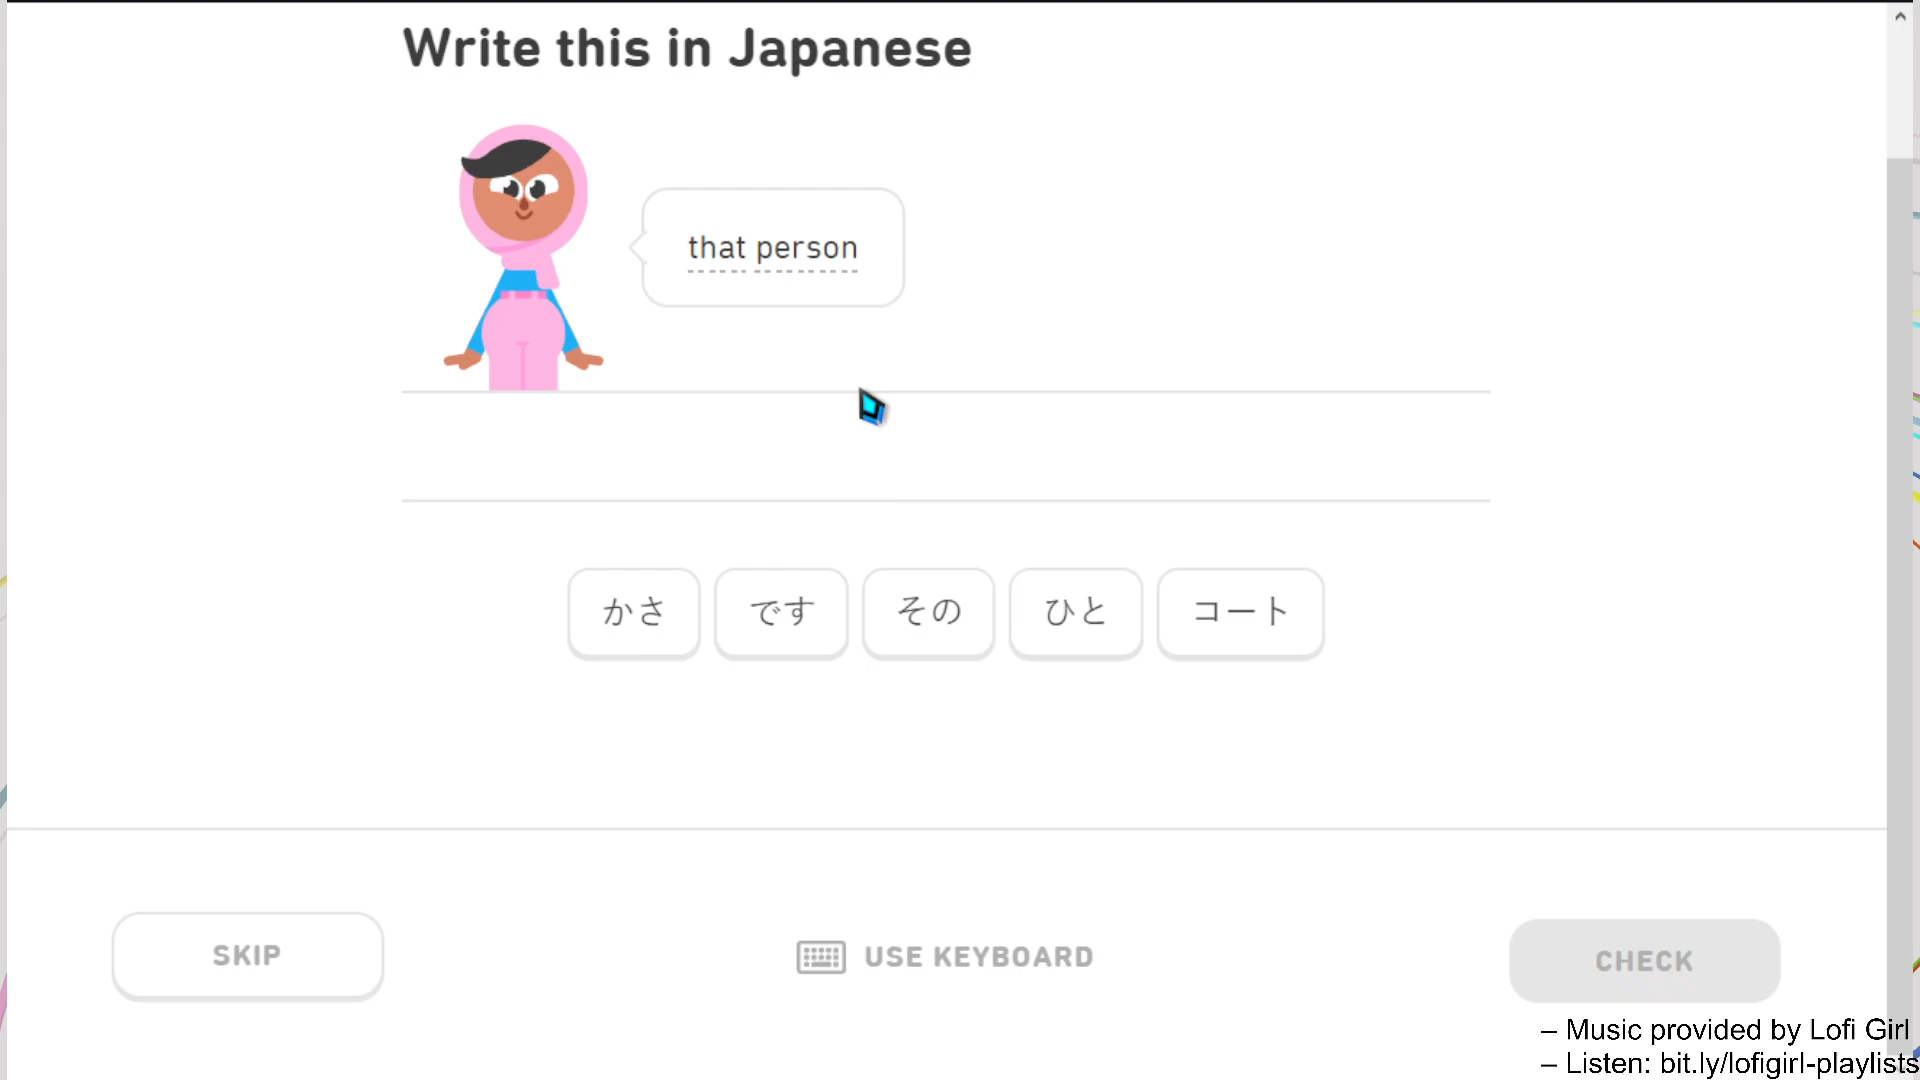 Write this in Japanese
that person
かさ です その ひと コート
SKIP USE KEYBOARD CHECK
– Music provided by Lofi Girl
– Listen: bit.ly/lofigirl-playlists